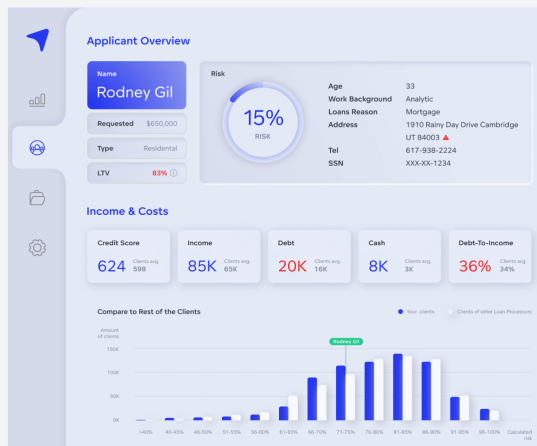 Applicant Overview
Name
Rodney Gil
Requested $650,000
Type Residental
LTV 83%
Risk
15%
RISK
Age 33
Work Background Analytic
Loans Reason Mortgage
Address 1910 Rainy Day Drive Cambridge
UT 84003
Tel 617-938-2224
SSN XXX-XX-1234
Income & Costs
Credit Score
624 Clients avg. 598
Income
85K Clients avg. 65K
Debt
20K Clients avg. 16K
Cash
8K Clients avg. 3K
Debt-To-Income
36% Clients avg. 34%
Compare to Rest of the Clients
Your clients
Clients of other Loan Processors
Amount
of clients
Rodney Gil
150K
100K
50K
0K
>40% 40-45% 46-50% 51-55% 56-60% 61-65% 66-70% 71-75% 76-80% 81-85% 86-90% 91-95% 96-100% Calculated
risk